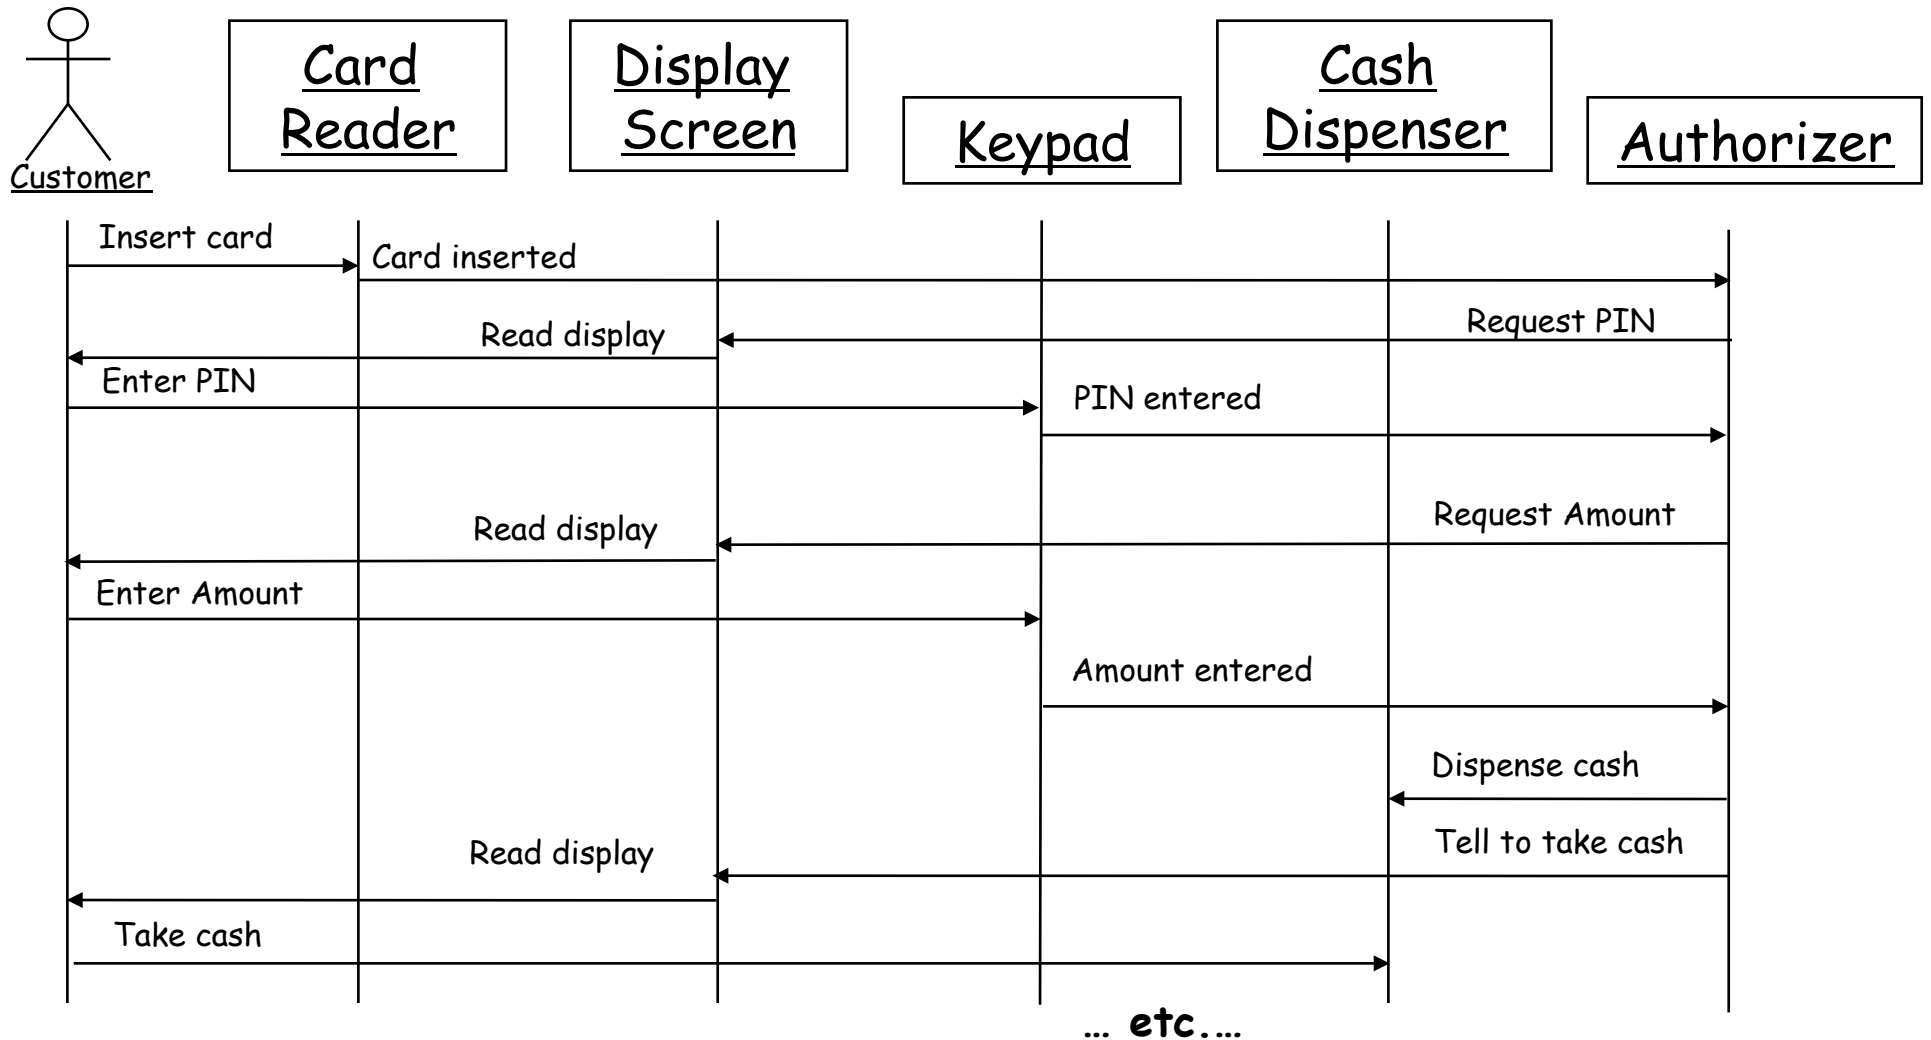 Customer
Card
Reader
Display
Screen
Keypad
Cash
Dispenser
Authorizer
Insert card
Card inserted
Request PIN
Read display
Enter PIN
PIN entered
Request Amount
Read display
Enter Amount
Amount entered
Dispense cash
Tell to take cash
Read display
Take cash
... etc....